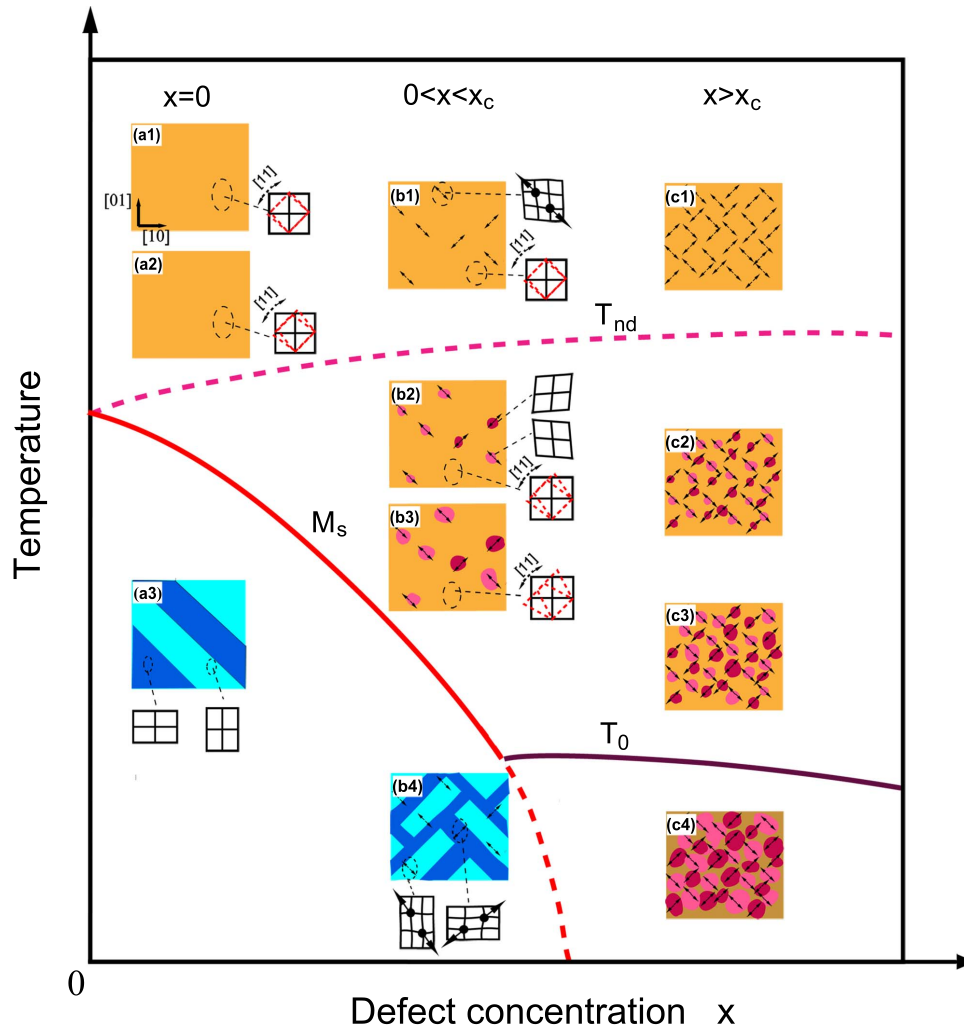 x=0
0<x<xc
x>xc
(a1)
[11]
[01]
[10]
(a2)
[11]
(b1)
[11]
(c1)
Tnd
(b2)
[11]
(b3)
[11]
(c2)
Ms
(a3)
(c3)
T0
(b4)
(c4)
Temperature
0
Defect concentration x